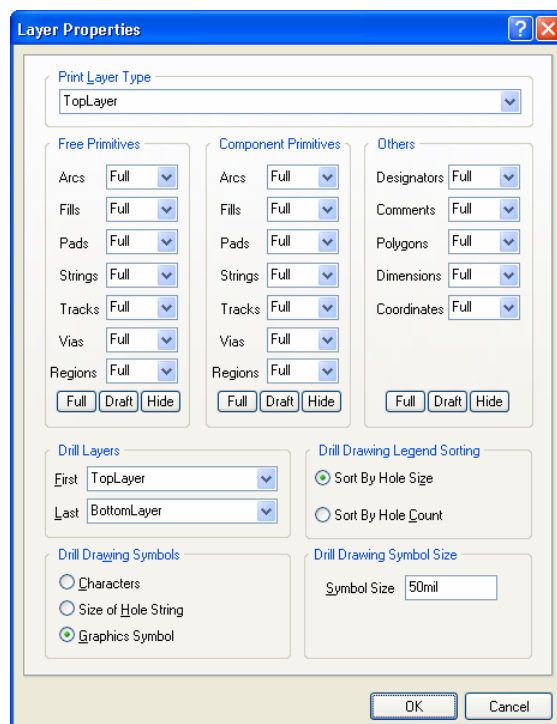 Layer Properties
Print Layer Type
TopLayer
Free Primitives
Arcs Full
Fills Full
Pads Full
Strings Full
Tracks Full
Vias Full
Regions Full
Full Draft Hide
Component Primitives
Arcs Full
Fills Full
Pads Full
Strings Full
Tracks Full
Vias Full
Regions Full
Full Draft Hide
Others
Designators Full
Comments Full
Polygons Full
Dimensions Full
Coordinates Full
Full Draft Hide
Drill Layers
First TopLayer
Last BottomLayer
Drill Drawing Legend Sorting
Sort By Hole Size
Sort By Hole Count
Drill Drawing Symbols
Characters
Size of Hole String
Graphics Symbol
Drill Drawing Symbol Size
Symbol Size 50mil
OK Cancel